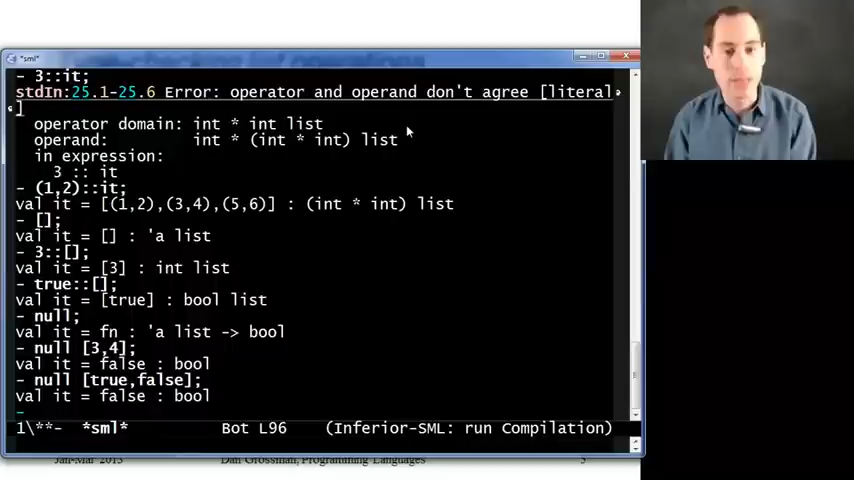 *sml*
- 3::it;
stdIn:25.1-25.6 Error: operator and operand don't agree [literal
]
operator domain: int * int list
operand: int * (int * int) list
in expression:
3 :: it
- (1,2)::it;
val it = [(1,2),(3,4),(5,6)] : (int * int) list
- [];
val it = [] : 'a list
- 3::[];
val it = [3] : int list
- true::[];
val it = [true] : bool list
- null;
val it = fn : 'a list -> bool
- null [3,4];
val it = false : bool
- null [true,false];
val it = false : bool
-
1\**- *sml* Bot L96 (Inferior-SML: run Compilation)
Jan-Mar 2013 Dan Grossman, Programming Languages 5